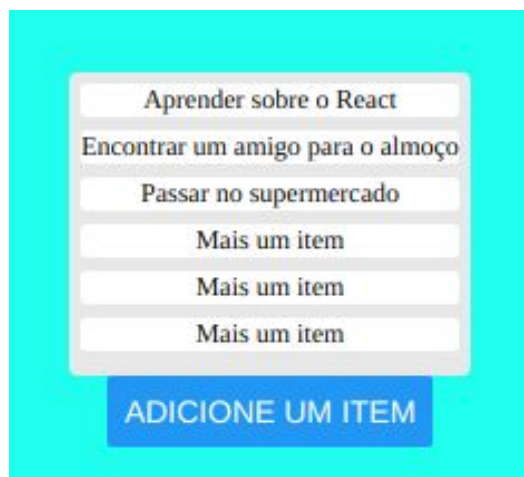 Aprender sobre o React
Encontrar um amigo para o almoço
Passar no supermercado
Mais um item
Mais um item
Mais um item
ADICIONE UM ITEM